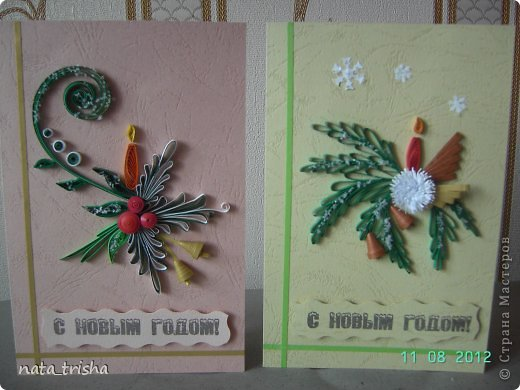 С НОВЫМ ГОДОМ!
С НОВЫМ ГОДОМ!
11 08 2012
nata_trisha
© Страна Мастеров